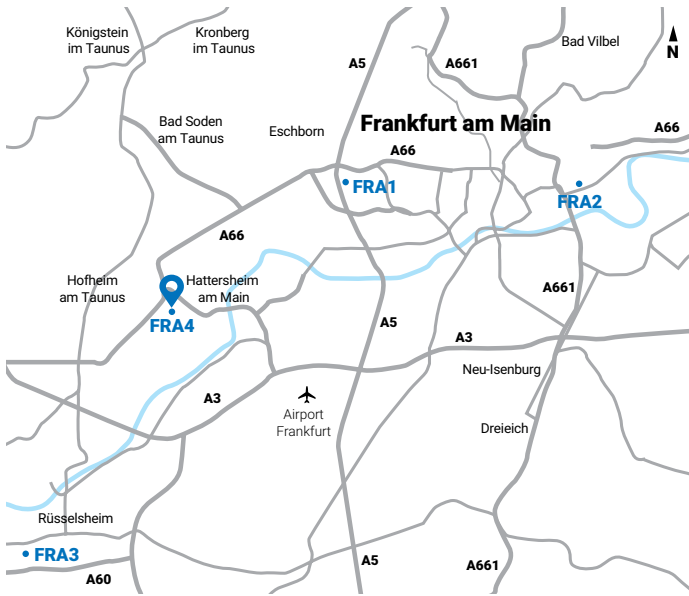 Königstein
im Taunus
Kronberg
im Taunus
Bad Vilbel
N
A5
A661
Bad Soden
am Taunus
Eschborn
Frankfurt am Main
A66
A66
FRA1
FRA2
A66
Hofheim
am Taunus
Hattersheim
am Main
FRA4
A661
A5
A3
Neu-Isenburg
A3
Airport
Frankfurt
Dreieich
Rüsselsheim
FRA3
A60
A5
A661